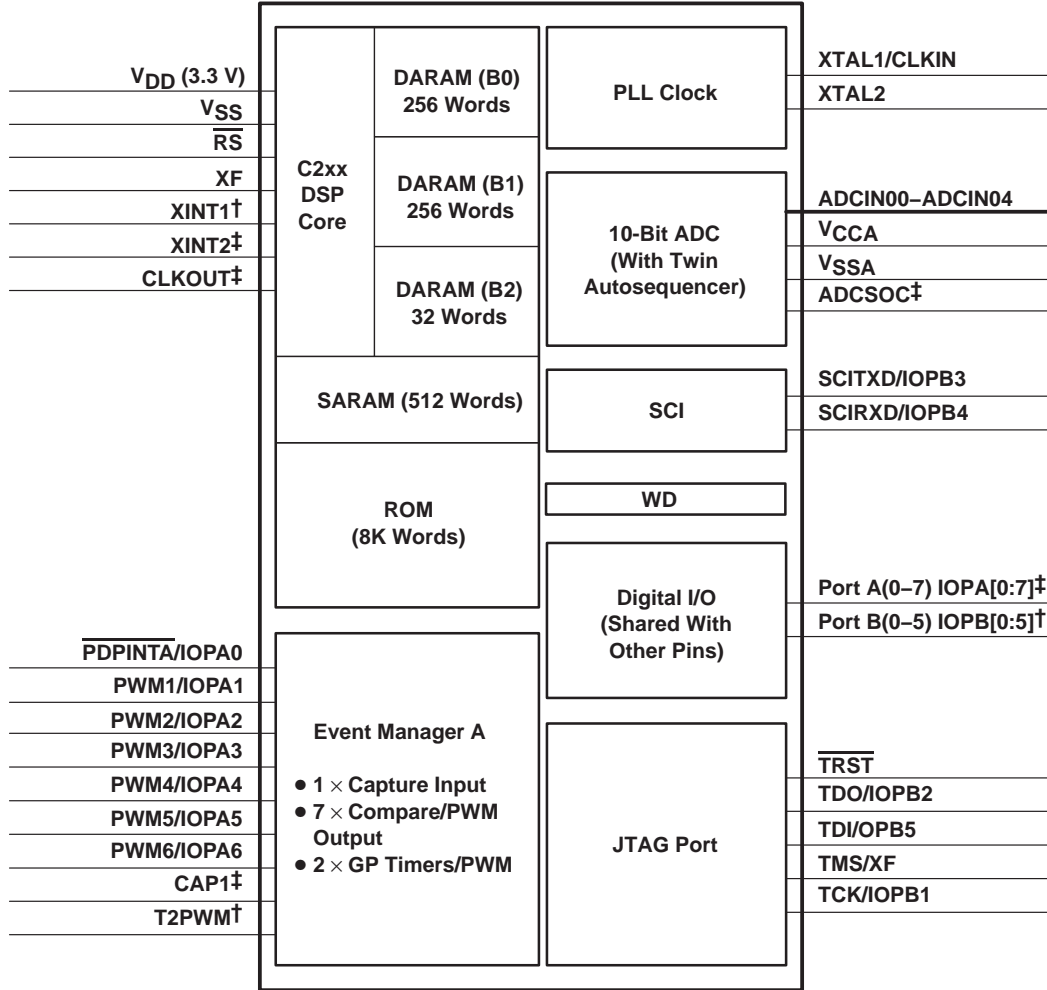 VDD (3.3 V)
VSS
RS
XF
XINT1†
XINT2‡
CLKOUT‡
C2xx
DSP
Core
DARAM (B0)
256 Words
DARAM (B1)
256 Words
DARAM (B2)
32 Words
SARAM (512 Words)
ROM
(8K Words)
PLL Clock
XTAL1/CLKIN
XTAL2
10-Bit ADC
(With Twin
Autosequencer)
ADCIN00–ADCIN04
VCCA
VSSA
ADCSOC‡
SCI
SCITXD/IOPB3
SCIRXD/IOPB4
WD
Digital I/O
(Shared With
Other Pins)
Port A(0–7) IOPA[0:7]‡
Port B(0–5) IOPB[0:5]†
PDPINTA/IOPA0
PWM1/IOPA1
PWM2/IOPA2
PWM3/IOPA3
PWM4/IOPA4
PWM5/IOPA5
PWM6/IOPA6
CAP1‡
T2PWM†
Event Manager A
● 1 × Capture Input
● 7 × Compare/PWM
Output
● 2 × GP Timers/PWM
JTAG Port
TRST
TDO/IOPB2
TDI/OPB5
TMS/XF
TCK/IOPB1